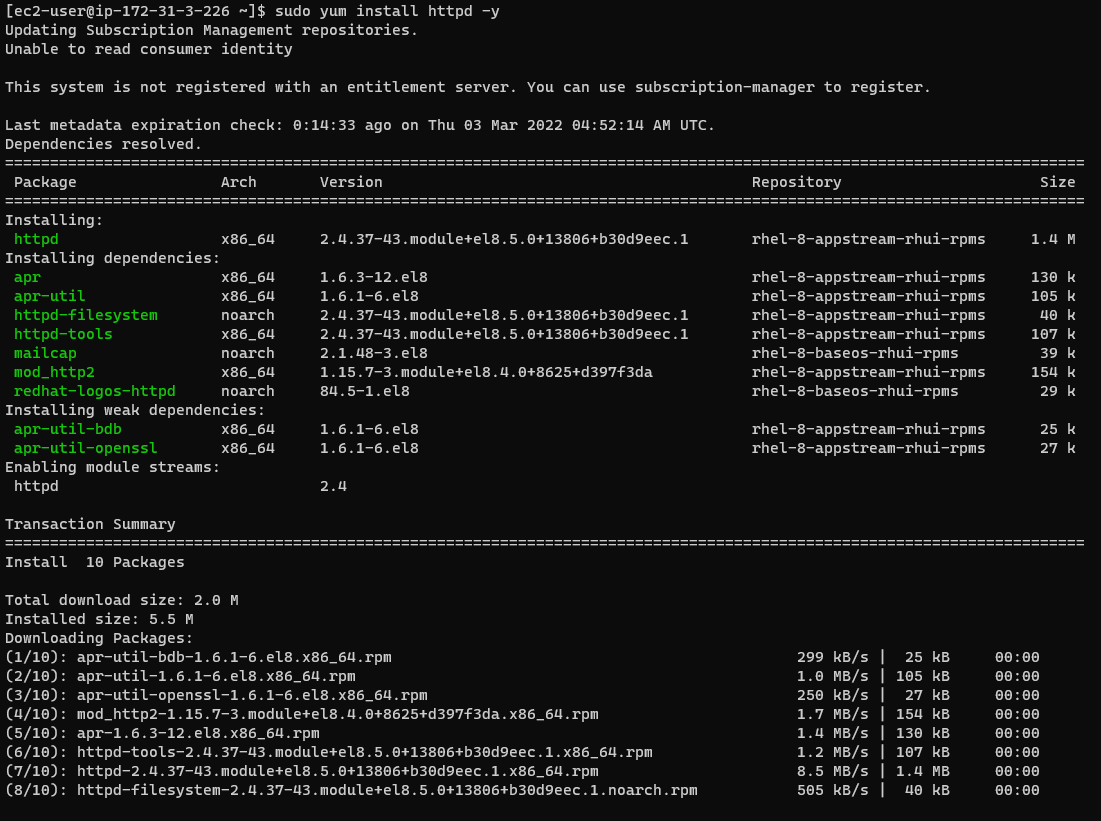 [ec2-user@ip-172-31-3-226 ~]$ sudo yum install httpd -y
Updating Subscription Management repositories.
Unable to read consumer identity

This system is not registered with an entitlement server. You can use subscription-manager to register.

Last metadata expiration check: 0:14:33 ago on Thu 03 Mar 2022 04:52:14 AM UTC.
Dependencies resolved.
========================================================================================================================
 Package                Arch       Version                                         Repository                      Size
========================================================================================================================
Installing:
 httpd                  x86_64     2.4.37-43.module+el8.5.0+13806+b30d9eec.1       rhel-8-appstream-rhui-rpms     1.4 M
Installing dependencies:
 apr                    x86_64     1.6.3-12.el8                                    rhel-8-appstream-rhui-rpms     130 k
 apr-util               x86_64     1.6.1-6.el8                                     rhel-8-appstream-rhui-rpms     105 k
 httpd-filesystem       noarch     2.4.37-43.module+el8.5.0+13806+b30d9eec.1       rhel-8-appstream-rhui-rpms      40 k
 httpd-tools            x86_64     2.4.37-43.module+el8.5.0+13806+b30d9eec.1       rhel-8-appstream-rhui-rpms     107 k
 mailcap                noarch     2.1.48-3.el8                                    rhel-8-baseos-rhui-rpms         39 k
 mod_http2              x86_64     1.15.7-3.module+el8.4.0+8625+d397f3da           rhel-8-appstream-rhui-rpms     154 k
 redhat-logos-httpd     noarch     84.5-1.el8                                      rhel-8-baseos-rhui-rpms         29 k
Installing weak dependencies:
 apr-util-bdb           x86_64     1.6.1-6.el8                                     rhel-8-appstream-rhui-rpms      25 k
 apr-util-openssl       x86_64     1.6.1-6.el8                                     rhel-8-appstream-rhui-rpms      27 k
Enabling module streams:
 httpd                             2.4

Transaction Summary
========================================================================================================================
Install  10 Packages

Total download size: 2.0 M
Installed size: 5.5 M
Downloading Packages:
(1/10): apr-util-bdb-1.6.1-6.el8.x86_64.rpm                                             299 kB/s |  25 kB     00:00
(2/10): apr-util-1.6.1-6.el8.x86_64.rpm                                                 1.0 MB/s | 105 kB     00:00
(3/10): apr-util-openssl-1.6.1-6.el8.x86_64.rpm                                         250 kB/s |  27 kB     00:00
(4/10): mod_http2-1.15.7-3.module+el8.4.0+8625+d397f3da.x86_64.rpm                      1.7 MB/s | 154 kB     00:00
(5/10): apr-1.6.3-12.el8.x86_64.rpm                                                     1.4 MB/s | 130 kB     00:00
(6/10): httpd-tools-2.4.37-43.module+el8.5.0+13806+b30d9eec.1.x86_64.rpm                1.2 MB/s | 107 kB     00:00
(7/10): httpd-2.4.37-43.module+el8.5.0+13806+b30d9eec.1.x86_64.rpm                      8.5 MB/s | 1.4 MB     00:00
(8/10): httpd-filesystem-2.4.37-43.module+el8.5.0+13806+b30d9eec.1.noarch.rpm           505 kB/s |  40 kB     00:00